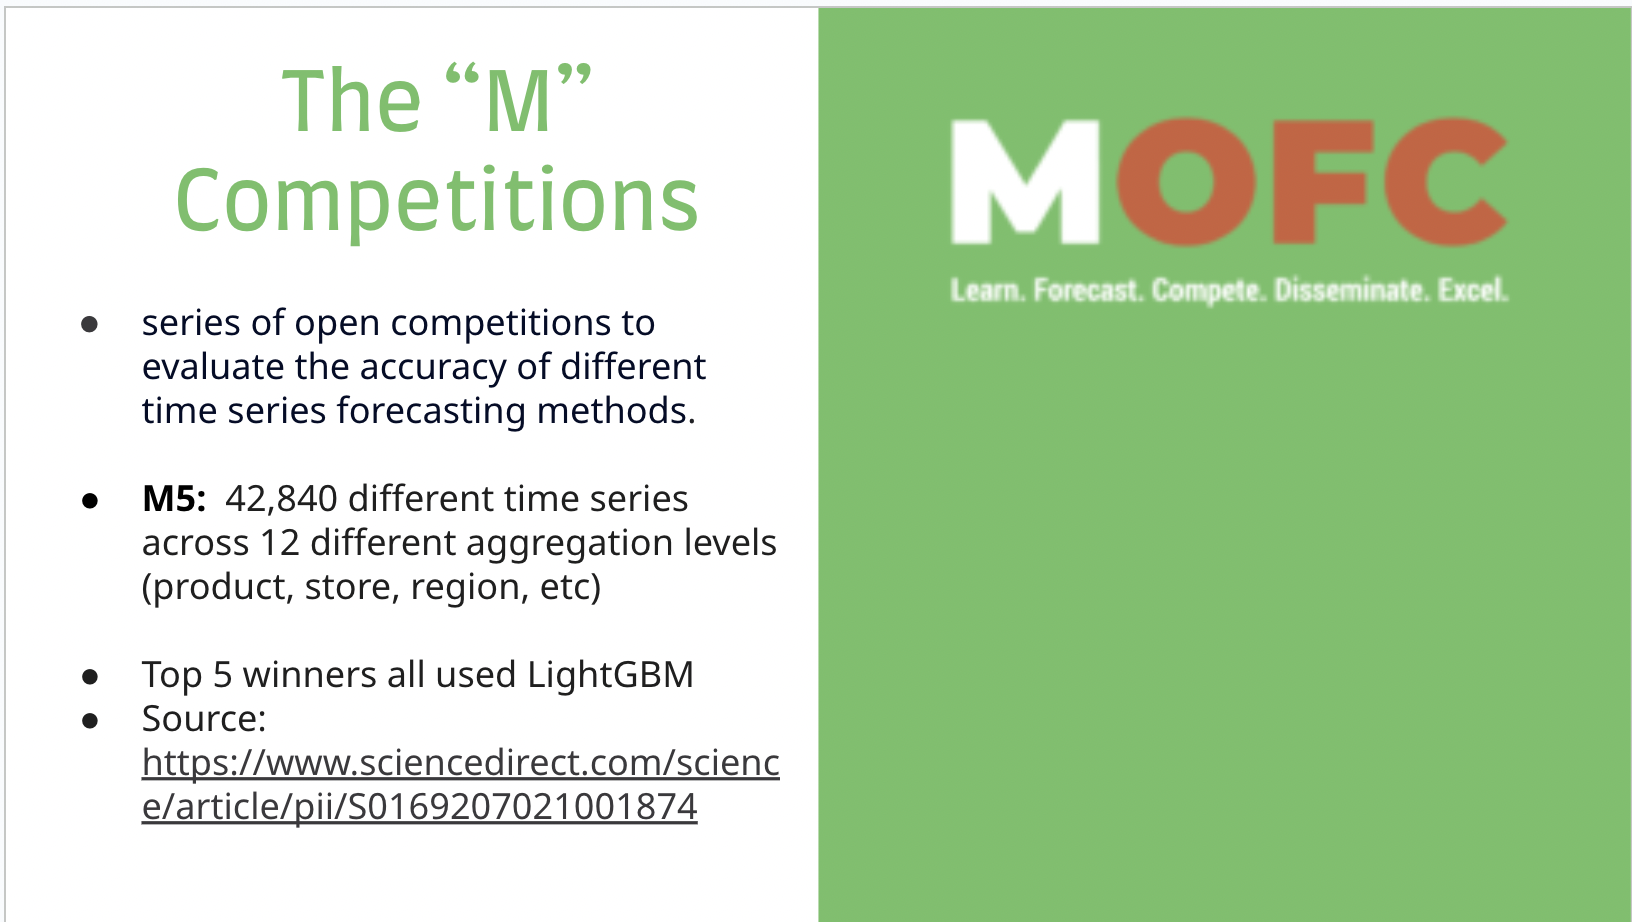 The “M”
Competitions
● series of open competitions to
evaluate the accuracy of different
time series forecasting methods.
● M5: 42,840 different time series
across 12 different aggregation levels
(product, store, region, etc)
● Top 5 winners all used LightGBM
● Source:
https://www.sciencedirect.com/scienc
e/article/pii/S0169207021001874
MOFC
Learn. Forecast. Compete. Disseminate. Excel.